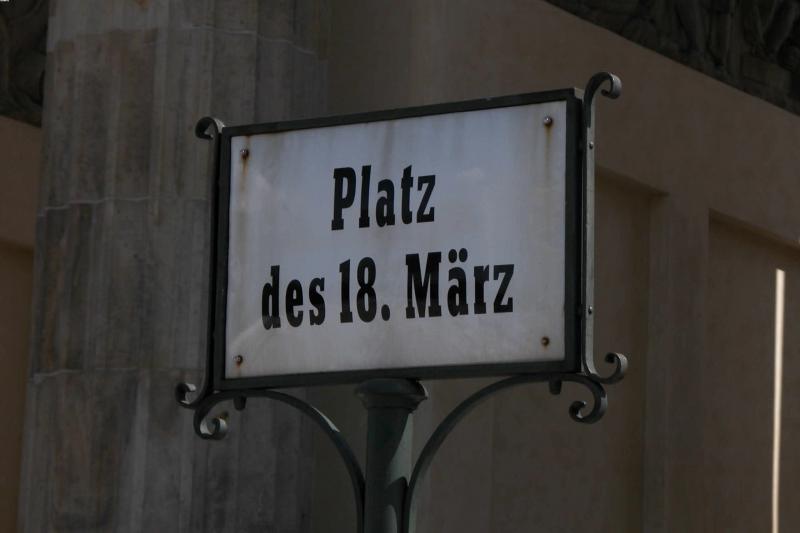 Platz
des 18. März